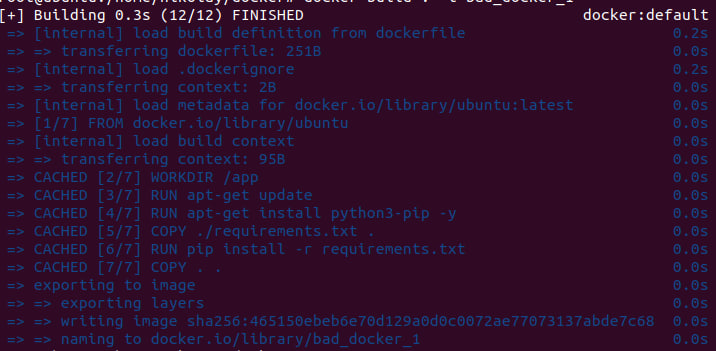 [+] Building 0.3s (12/12) FINISHED docker:default
=> [internal] load build definition from dockerfile 0.2s
=> => transferring dockerfile: 251B 0.0s
=> [internal] load .dockerignore 0.2s
=> => transferring context: 2B 0.0s
=> [internal] load metadata for docker.io/library/ubuntu:latest 0.0s
=> [1/7] FROM docker.io/library/ubuntu 0.0s
=> [internal] load build context 0.0s
=> => transferring context: 95B 0.0s
=> CACHED [2/7] WORKDIR /app 0.0s
=> CACHED [3/7] RUN apt-get update 0.0s
=> CACHED [4/7] RUN apt-get install python3-pip -y 0.0s
=> CACHED [5/7] COPY ./requirements.txt . 0.0s
=> CACHED [6/7] RUN pip install -r requirements.txt 0.0s
=> CACHED [7/7] COPY . . 0.0s
=> exporting to image 0.0s
=> => exporting layers 0.0s
=> => writing image sha256:465150ebeb6e70d129a0d0c0072ae77073137abde7c68 0.0s
=> => naming to docker.io/library/bad_docker_1 0.0s